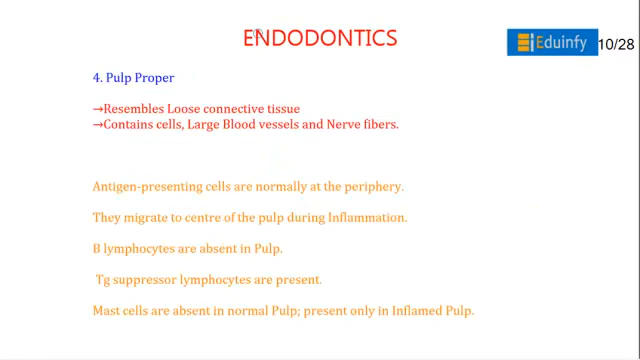 ENDODONTICS
Eduinfy
10/28
4. Pulp Proper
→Resembles Loose connective tissue
→Contains cells, Large Blood vessels and Nerve fibers.
Antigen-presenting cells are normally at the periphery.
They migrate to centre of the pulp during Inflammation.
B lymphocytes are absent in Pulp.
Tg suppressor lymphocytes are present.
Mast cells are absent in normal Pulp; present only in Inflamed Pulp.